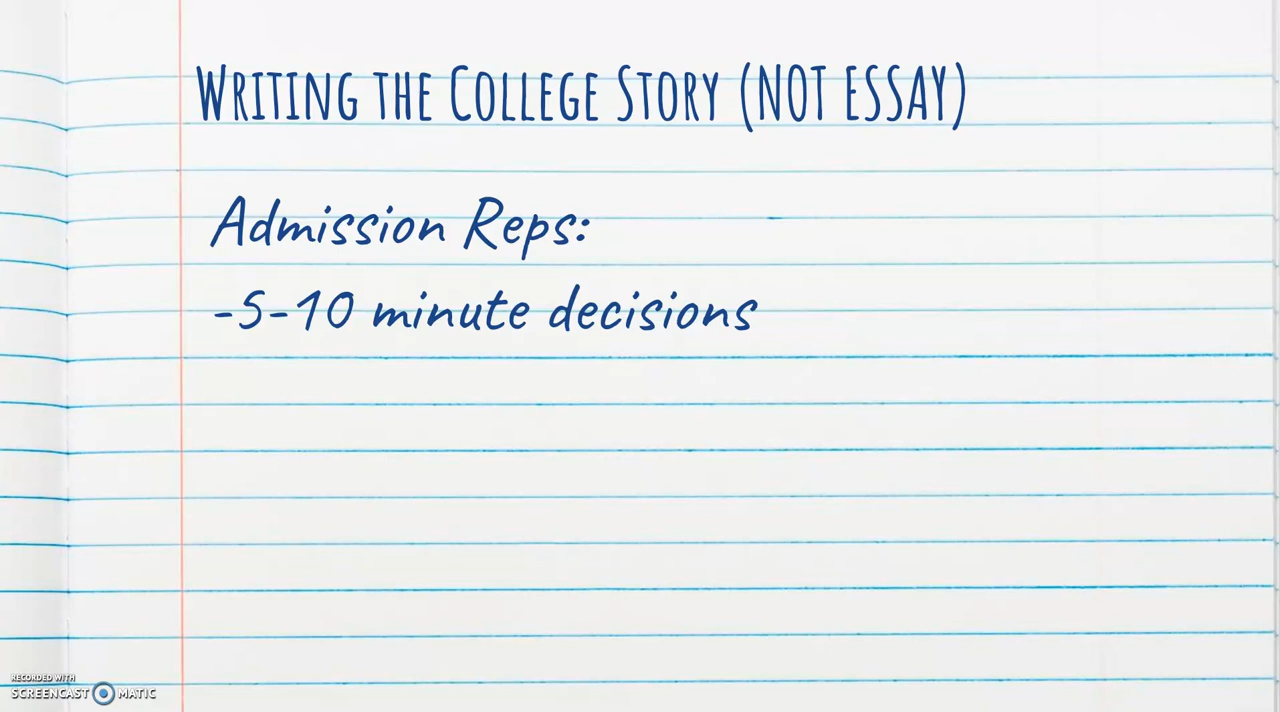 WRITING THE COLLEGE STORY (NOT ESSAY)
Admission Reps:
-5-10 minute decisions
RECORDED WITH
SCREENCAST MATIC